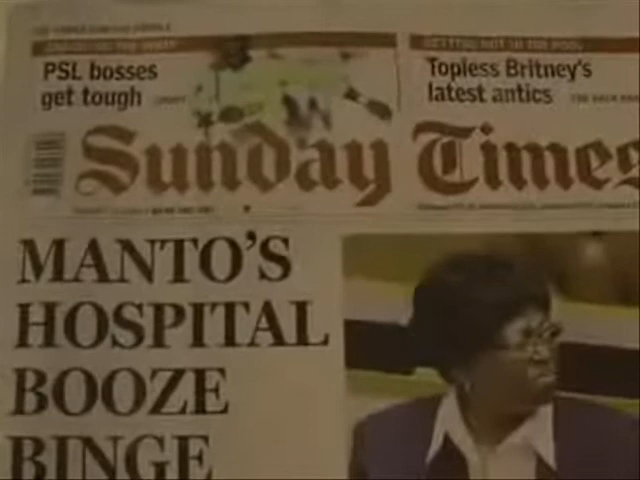 PSL bosses
get tough
Topless Britney's
latest antics
Sunday Times
MANTO'S
HOSPITAL
BOOZE
BINGE